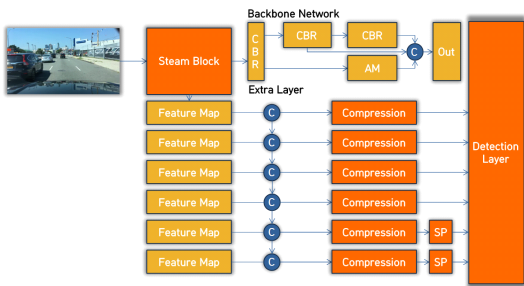 Backbone Network
Steam Block
C
B
R
CBR
CBR
AM
C
Out
Extra Layer
Feature Map
C
Compression
Feature Map
C
Compression
Detection
Layer
Feature Map
C
Compression
Feature Map
C
Compression
Feature Map
C
Compression
SP
Feature Map
C
Compression
SP